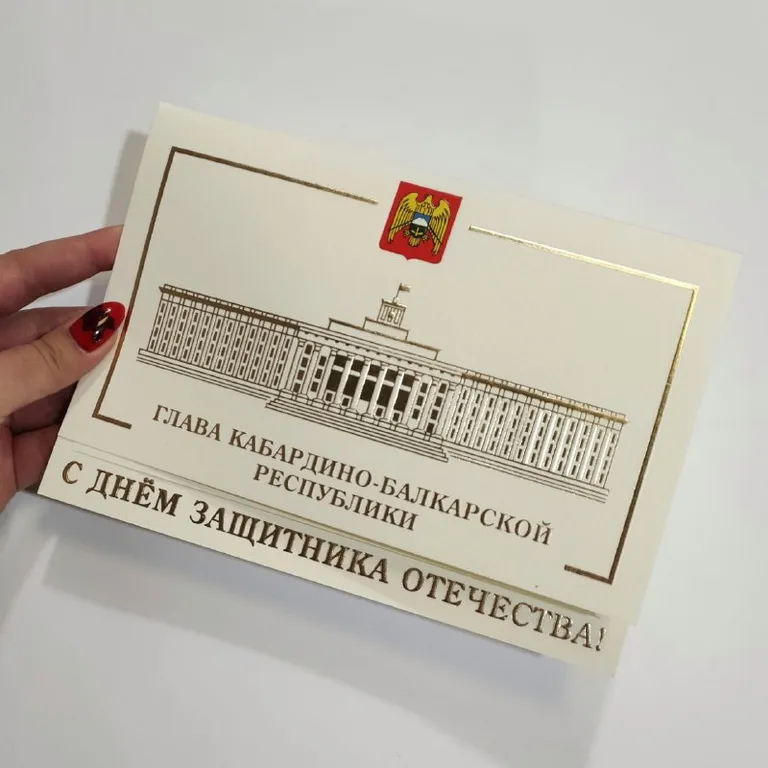 ГЛАВА КАБАРДИНО-БАЛКАРСКОЙ
РЕСПУБЛИКИ
С ДНЁМ ЗАЩИТНИКА ОТЕЧЕСТВА!